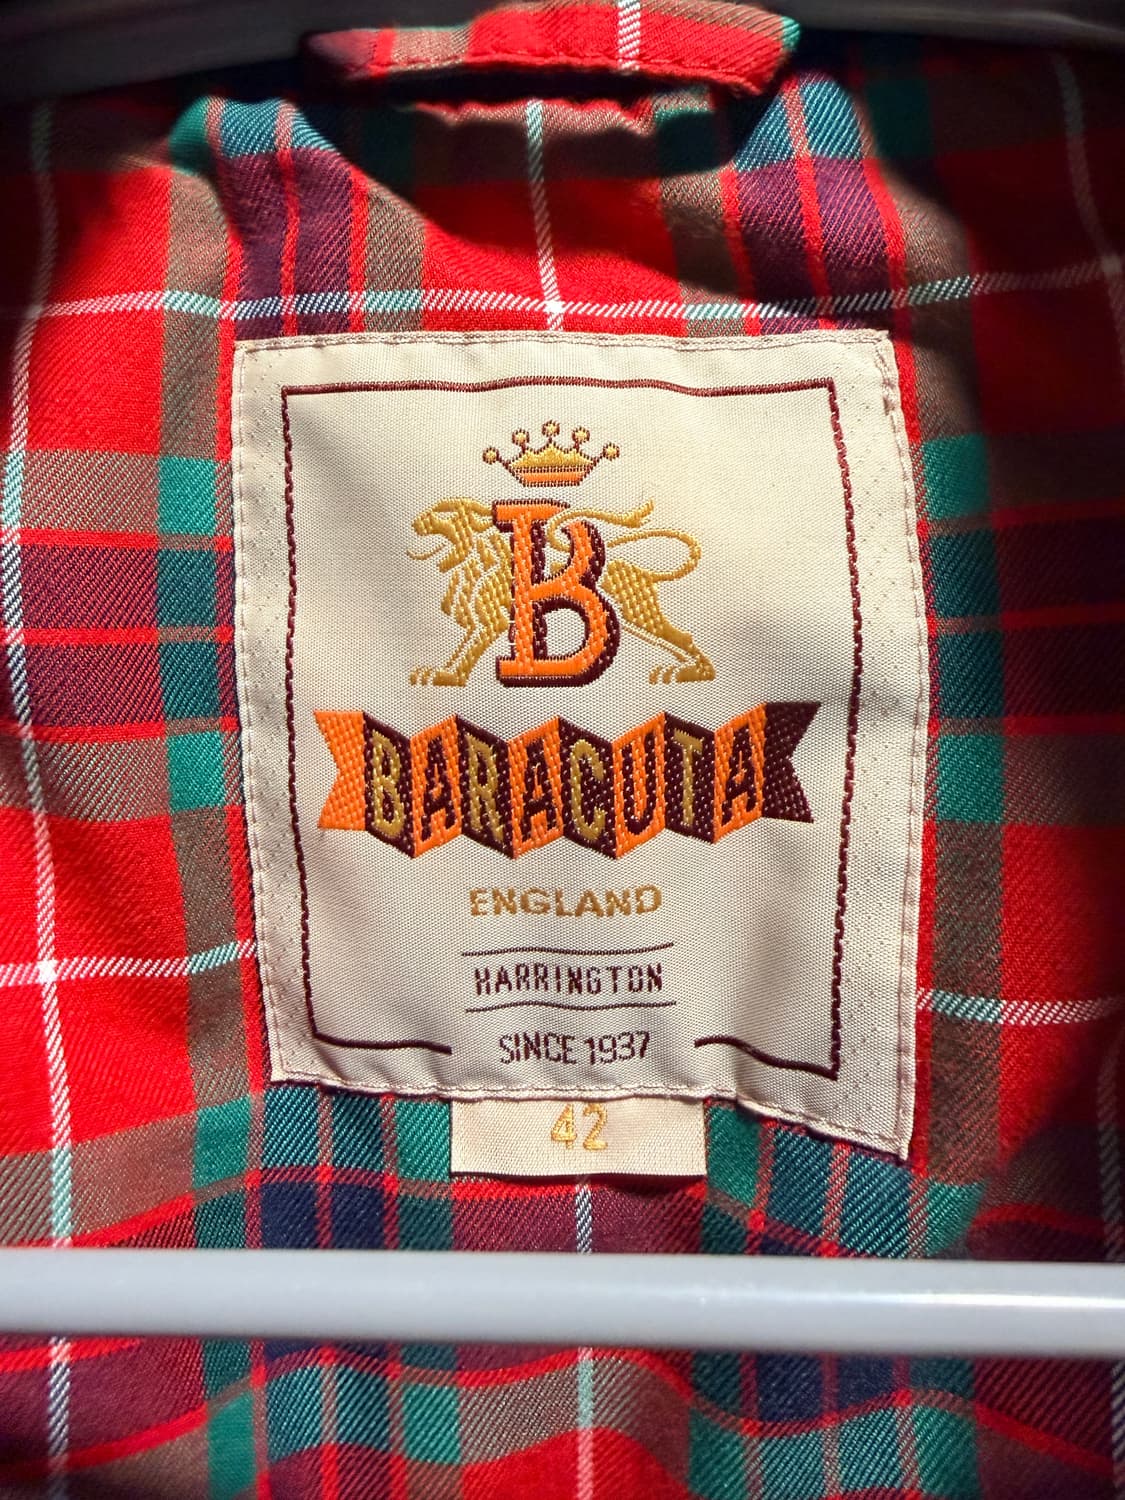 B
BARACUTA
ENGLAND
HARRINGTON
SINCE 1937
42